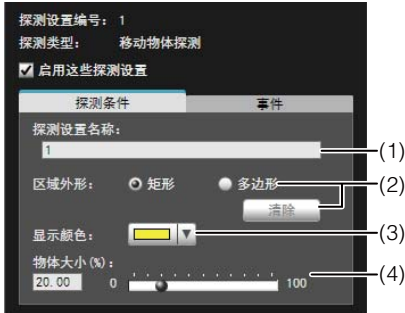 探测设置编号：1
探测类型： 移动物体探测
启用这些探测设置
探测条件 事件
探测设置名称：
1 (1)
区域外形： 矩形 多边形 (2)
清除
显示颜色： (3)
物体大小(%)：
20.00 0 100 (4)